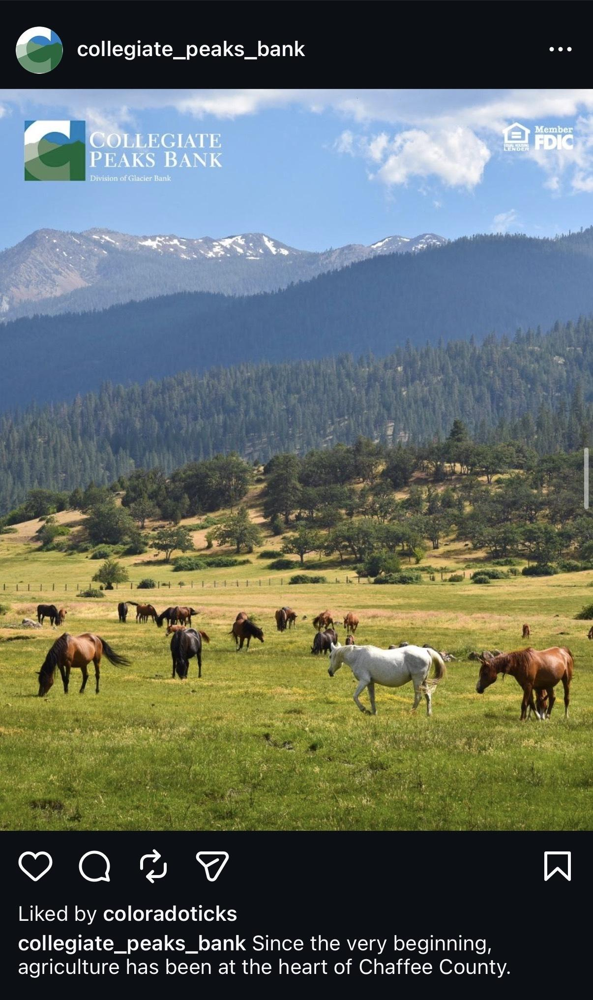 collegiate_peaks_bank
COLLEGIATE
PEAKS BANK
Division of Glacier Bank
EQUAL HOUSING
LENDER
Member
FDIC
Liked by coloradoticks
collegiate_peaks_bank Since the very beginning,
agriculture has been at the heart of Chaffee County.